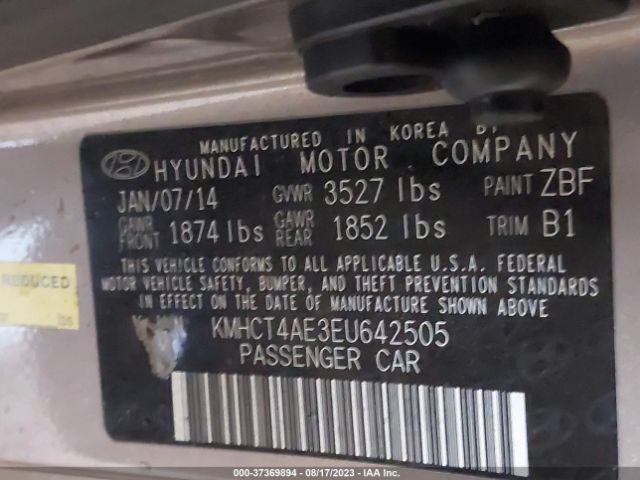 MANUFACTURED IN KOREA BY
HYUNDAI MOTOR COMPANY
JAN/07/14 GVWR 3527 lbs PAINT ZBF
GAWR FRONT 1874 lbs GAWR REAR 1852 lbs TRIM B1
THIS VEHICLE CONFORMS TO ALL APPLICABLE U.S.A. FEDERAL
MOTOR VEHICLE SAFETY, BUMPER, AND THEFT PREVENTION STANDARDS
IN EFFECT ON THE DATE OF MANUFACTURE SHOWN ABOVE
KMHCT4AE3EU642505
PASSENGER CAR
REDUCED
lbs
000-37369894 - 08/17/2023 - IAA Inc.